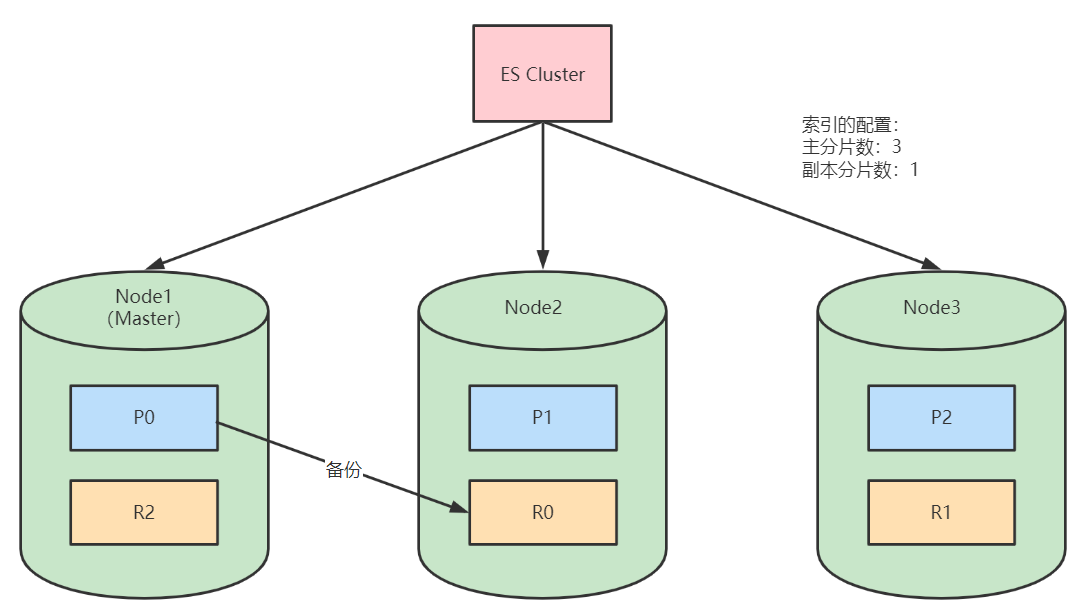 ES Cluster
索引的配置：
主分片数：3
副本分片数：1
Node1
（Master）
Node2
Node3
P0
P1
P2
备份
R2
R0
R1